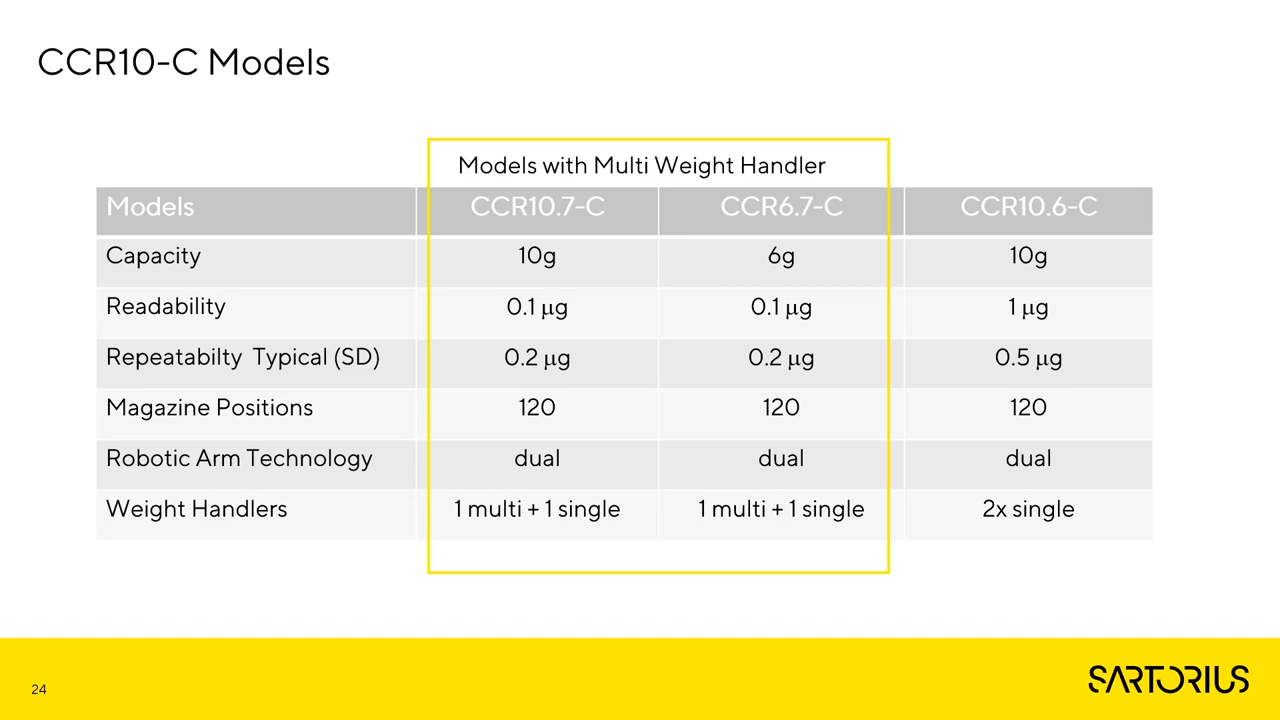 CCR10-C Models
Models with Multi Weight Handler
Models CCR10.7-C CCR6.7-C CCR10.6-C
Capacity 10g 6g 10g
Readability 0.1 μg 0.1 μg 1 μg
Repeatabilty Typical (SD) 0.2 μg 0.2 μg 0.5 μg
Magazine Positions 120 120 120
Robotic Arm Technology dual dual dual
Weight Handlers 1 multi + 1 single 1 multi + 1 single 2x single
24
SARTORIUS